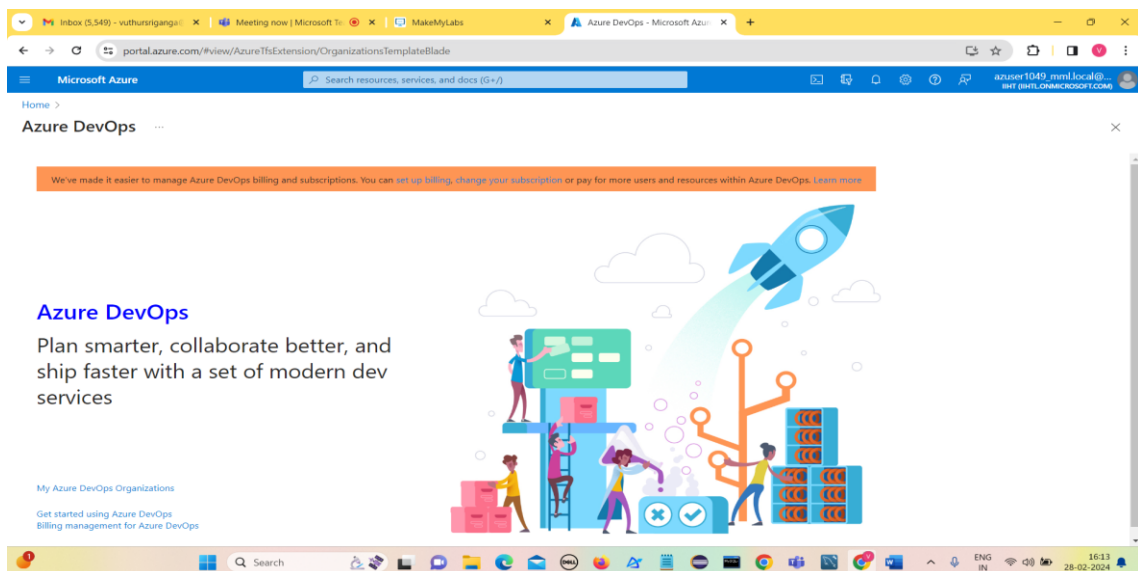 Inbox (5,549) - vuthursriganga
Meeting now | Microsoft Te
MakeMyLabs
Azure DevOps - Microsoft Azur
portal.azure.com/#view/AzureTfsExtension/OrganizationsTemplateBlade
V
Microsoft Azure
Search resources, services, and docs (G+/)
azuser1049_mml.local@...
IIHT (IIHTL.ONMICROSOFT.COM)
Home >
Azure DevOps ...
We've made it easier to manage Azure DevOps billing and subscriptions. You can set up billing, change your subscription or pay for more users and resources within Azure DevOps. Learn more
Azure DevOps
Plan smarter, collaborate better, and
ship faster with a set of modern dev
services
My Azure DevOps Organizations
Get started using Azure DevOps
Billing management for Azure DevOps
1
Search
DELL
ENG
IN
16:13
28-02-2024